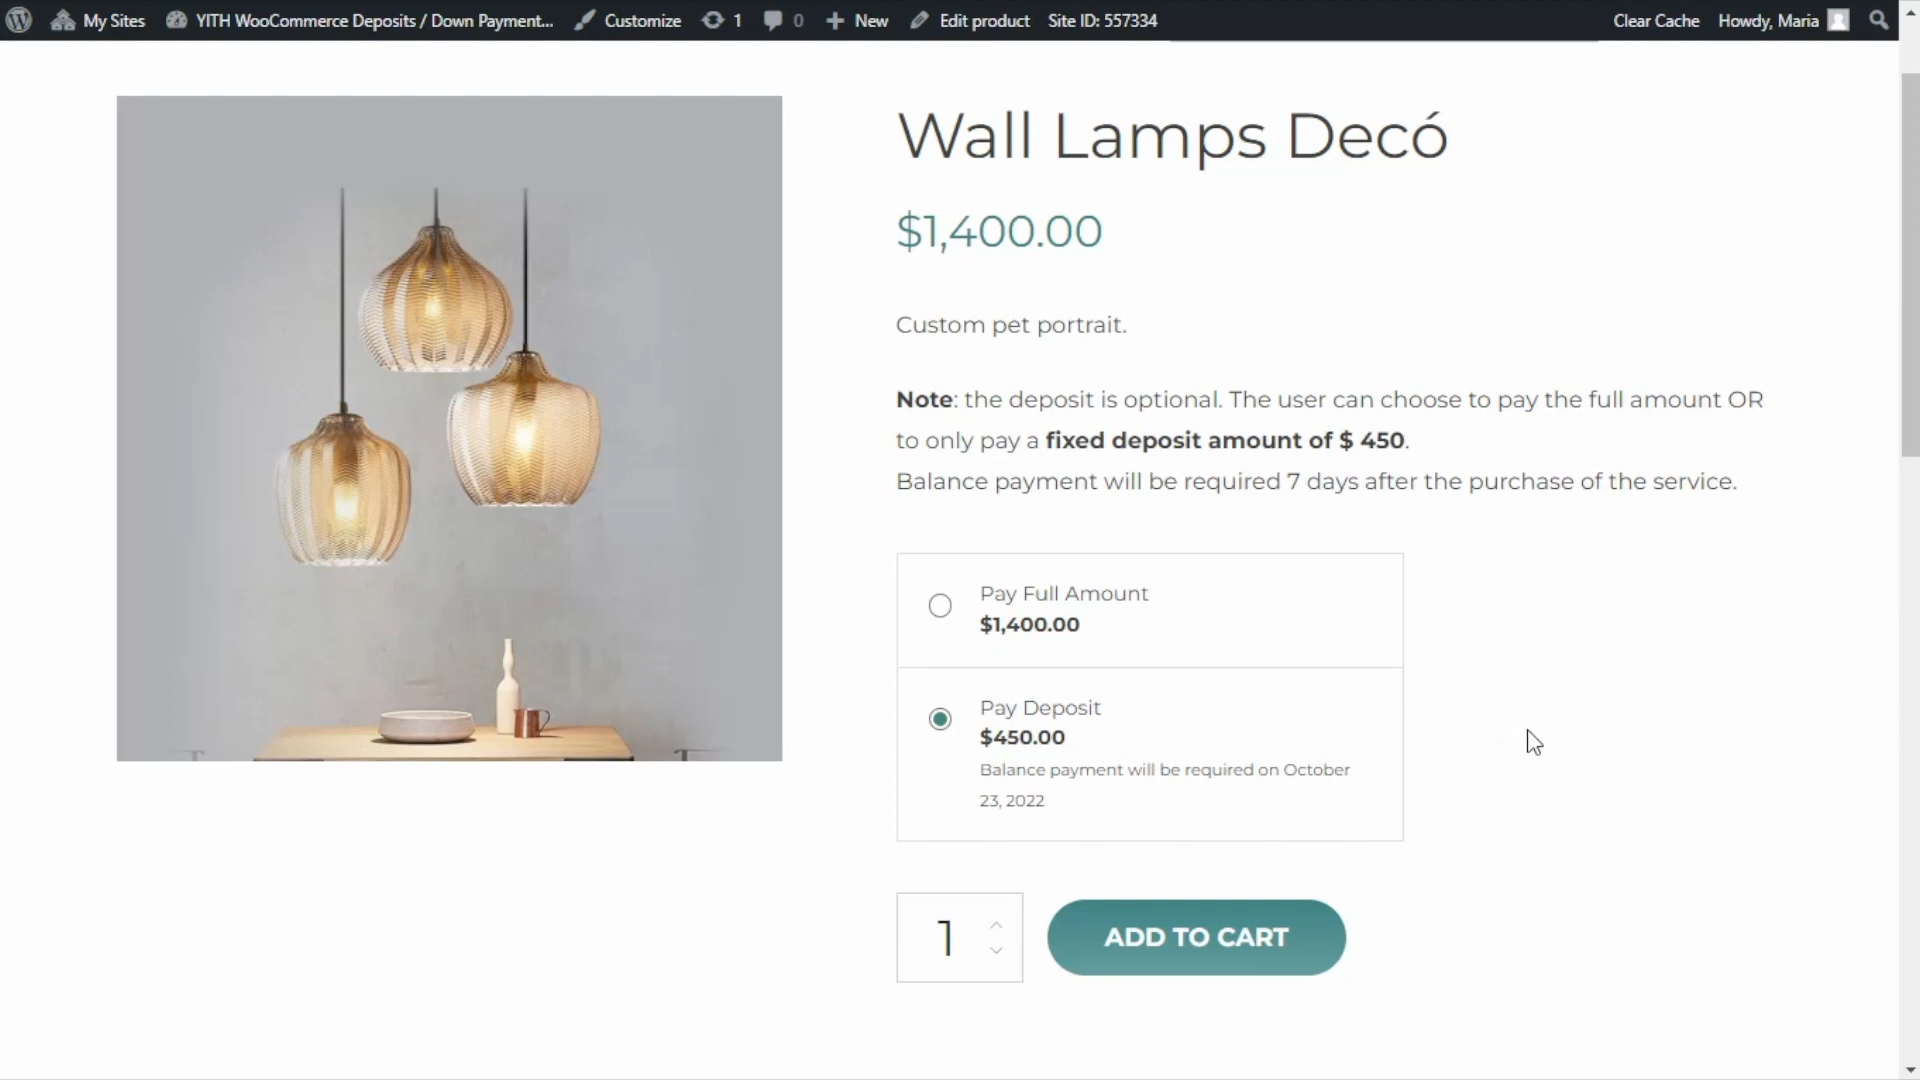 My Sites YITH WooCommerce Deposits / Down Payment... Customize 1 0 New Edit product Site ID: 557334 Clear Cache Howdy, Maria
Wall Lamps Decó
$1,400.00
Custom pet portrait.
Note: the deposit is optional. The user can choose to pay the full amount OR
to only pay a fixed deposit amount of $ 450.
Balance payment will be required 7 days after the purchase of the service.
Pay Full Amount
$1,400.00
Pay Deposit
$450.00
Balance payment will be required on October
23, 2022
1 ADD TO CART